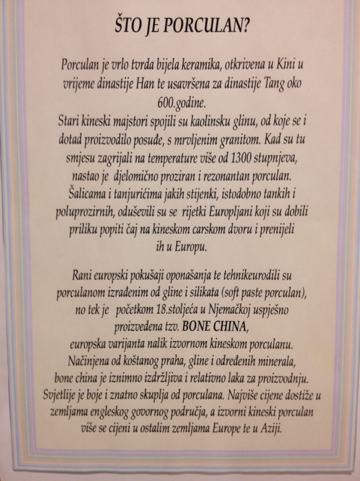 ŠTO JE PORCULAN?
Porculan je vrlo tvrda bijela keramika, otkrivena u Kini u
vrijeme dinastije Han te usavršena za dinastije Tang oko
600.godine.
Stari kineski majstori spojili su kaolinsku glinu, od koje se i
dotad proizvodilo posuđe, s mrvljenim granitom. Kad su tu
smjesu zagrijali na temperature više od 1300 stupnjeva,
nastao je djelomično proziran i rezonantan porculan.
Šalicama i tanjurićima jakih stijenki, istodobno tankih i
poluprozirnih, oduševili su se rijetki Europljani koji su dobili
priliku popiti čaj na kineskom carskom dvoru i prenijeli
ih u Europu.
Rani europski pokušaji oponašanja te tehnikeurodili su
porculanom izrađenim od gline i silikata (soft paste porculan),
no tek je početkom 18.stoljeća u Njemačkoj uspješno
proizvedena tzv. BONE CHINA,
europska varijanta nalik izvornom kineskom porculanu.
Načinjena od koštanog praha, gline i određenih minerala,
bone china je iznimno izdržljiva i relativno laka za proizvodnju.
Svjetlije je boje i znatno skuplja od porculana. Najviše cijene dostiže u
zemljama engleskog govornog područja, a izvorni kineski porculan
više se cijeni u ostalim zemljama Europe te u Aziji.